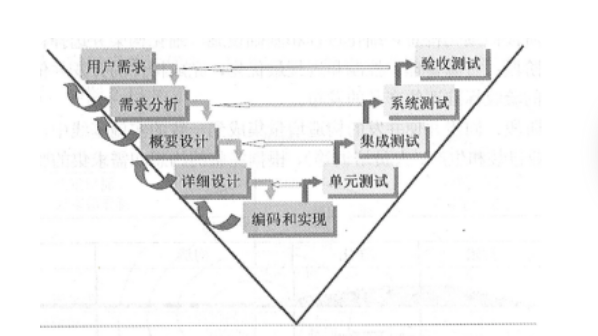 用户需求
验收测试
需求分析
系统测试
概要设计
集成测试
详细设计
单元测试
编码和实现